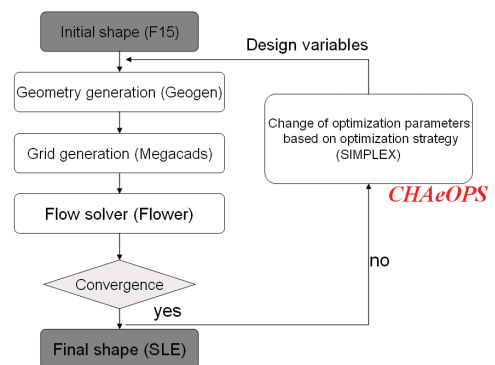 Initial shape (F15)
Design variables
Geometry generation (Geogen)
Grid generation (Megacads)
Change of optimization parameters
based on optimization strategy
(SIMPLEX)
CHAeOPS
Flow solver (Flower)
Convergence
no
yes
Final shape (SLE)